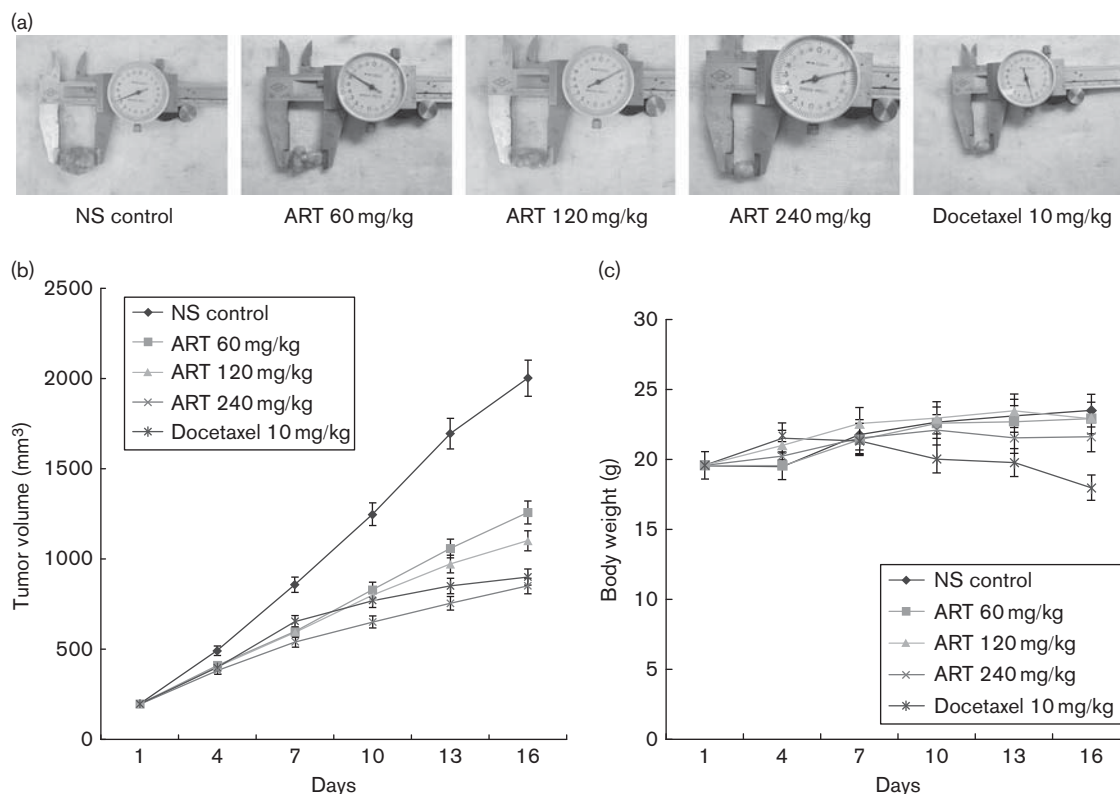 (a)
NS control
ART 60 mg/kg
ART 120 mg/kg
ART 240 mg/kg
Docetaxel 10 mg/kg
(b)
2500
2000
1500
1000
500
0
Tumor volume (mm³)
NS control
ART 60 mg/kg
ART 120 mg/kg
ART 240 mg/kg
Docetaxel 10 mg/kg
1 4 7 10 13 16
Days
(c)
30
25
20
15
10
5
0
Body weight (g)
NS control
ART 60 mg/kg
ART 120 mg/kg
ART 240 mg/kg
Docetaxel 10 mg/kg
1 4 7 10 13 16
Days